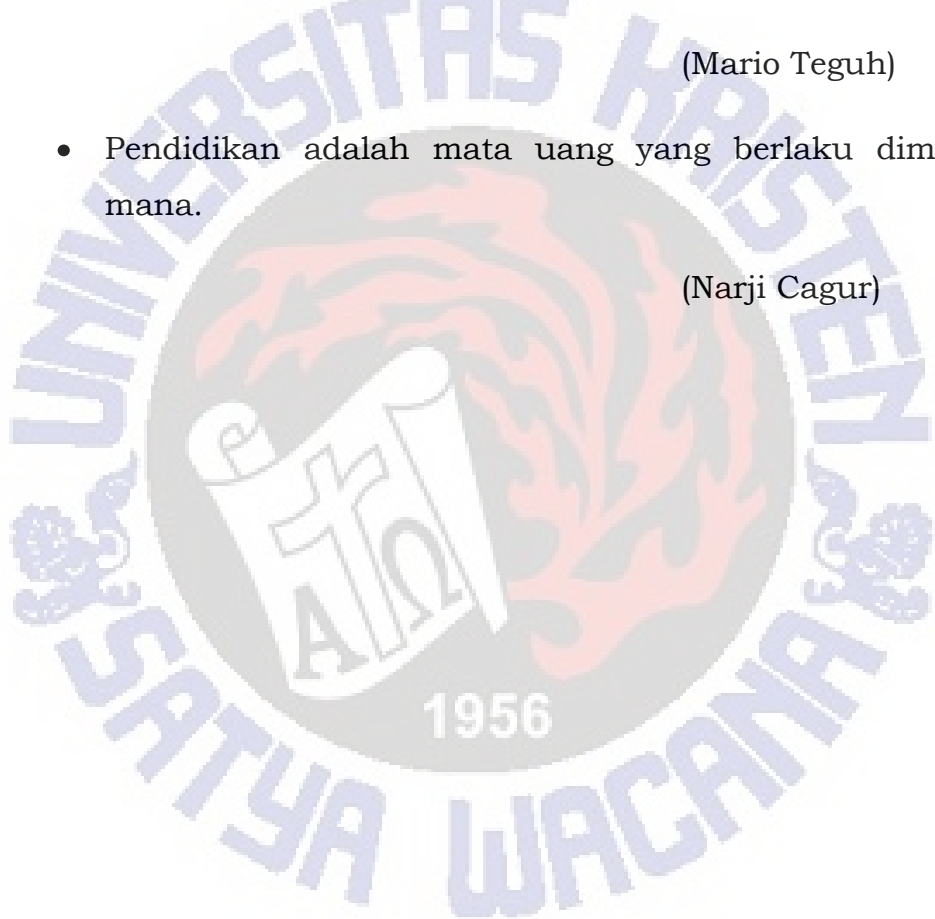 (Mario Teguh)
• Pendidikan adalah mata uang yang berlaku dim
mana.
(Narji Cagur)
UNIVERSITAS KRISTEN
SATYA WACANA
Α Ω
1956